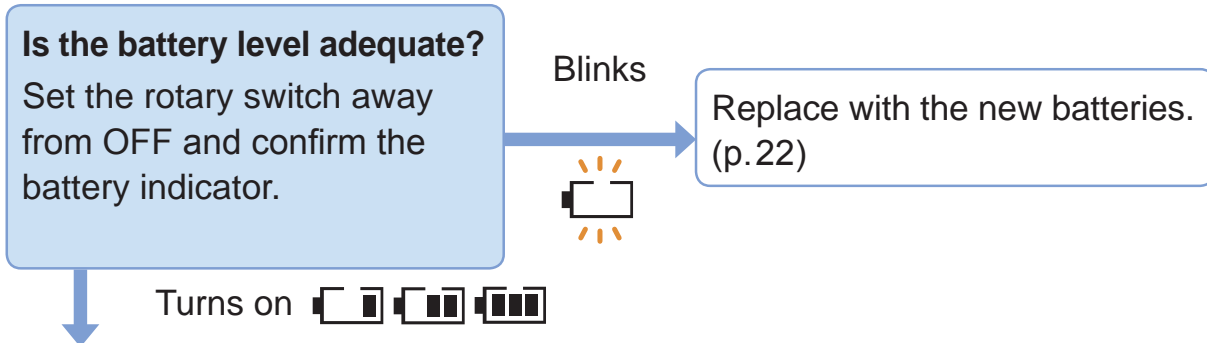 Is the battery level adequate?
Set the rotary switch away
from OFF and confirm the
battery indicator.
Blinks
Replace with the new batteries.
(p.22)
Turns on